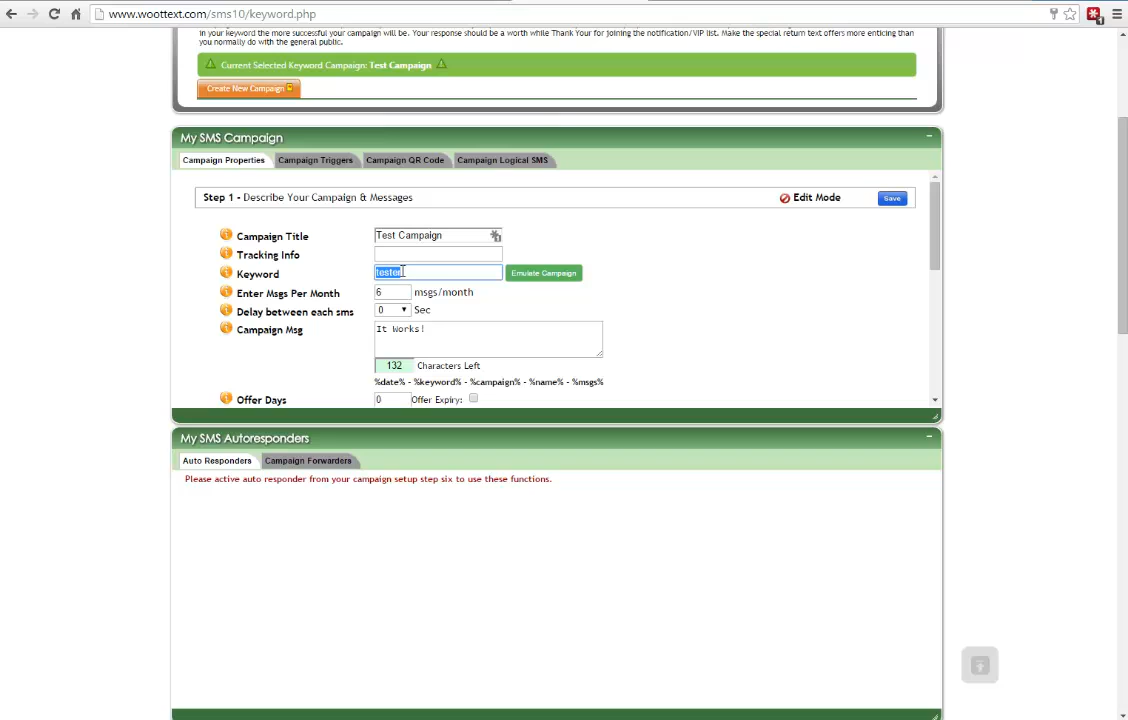 www.woottext.com/sms10/keyword.php
in your keyword the more successful your campaign will be. Your response should be a worth while Thank Your for joining the notification/VIP list. Make the special return text offers more enticing than
you normally do with the general public.
Current Selected Keyword Campaign: Test Campaign
Create New Campaign
My SMS Campaign
Campaign Properties Campaign Triggers Campaign QR Code Campaign Logical SMS
Step 1 - Describe Your Campaign & Messages Edit Mode Save
Campaign Title Test Campaign
Tracking Info
Keyword tester Emulate Campaign
Enter Msgs Per Month 6 msgs/month
Delay between each sms 0 Sec
Campaign Msg It Works!
132 Characters Left
%date% - %keyword% - %campaign% - %name% - %msgs%
Offer Days 0 Offer Expiry:
My SMS Autoresponders
Auto Responders Campaign Forwarders
Please active auto responder from your campaign setup step six to use these functions.